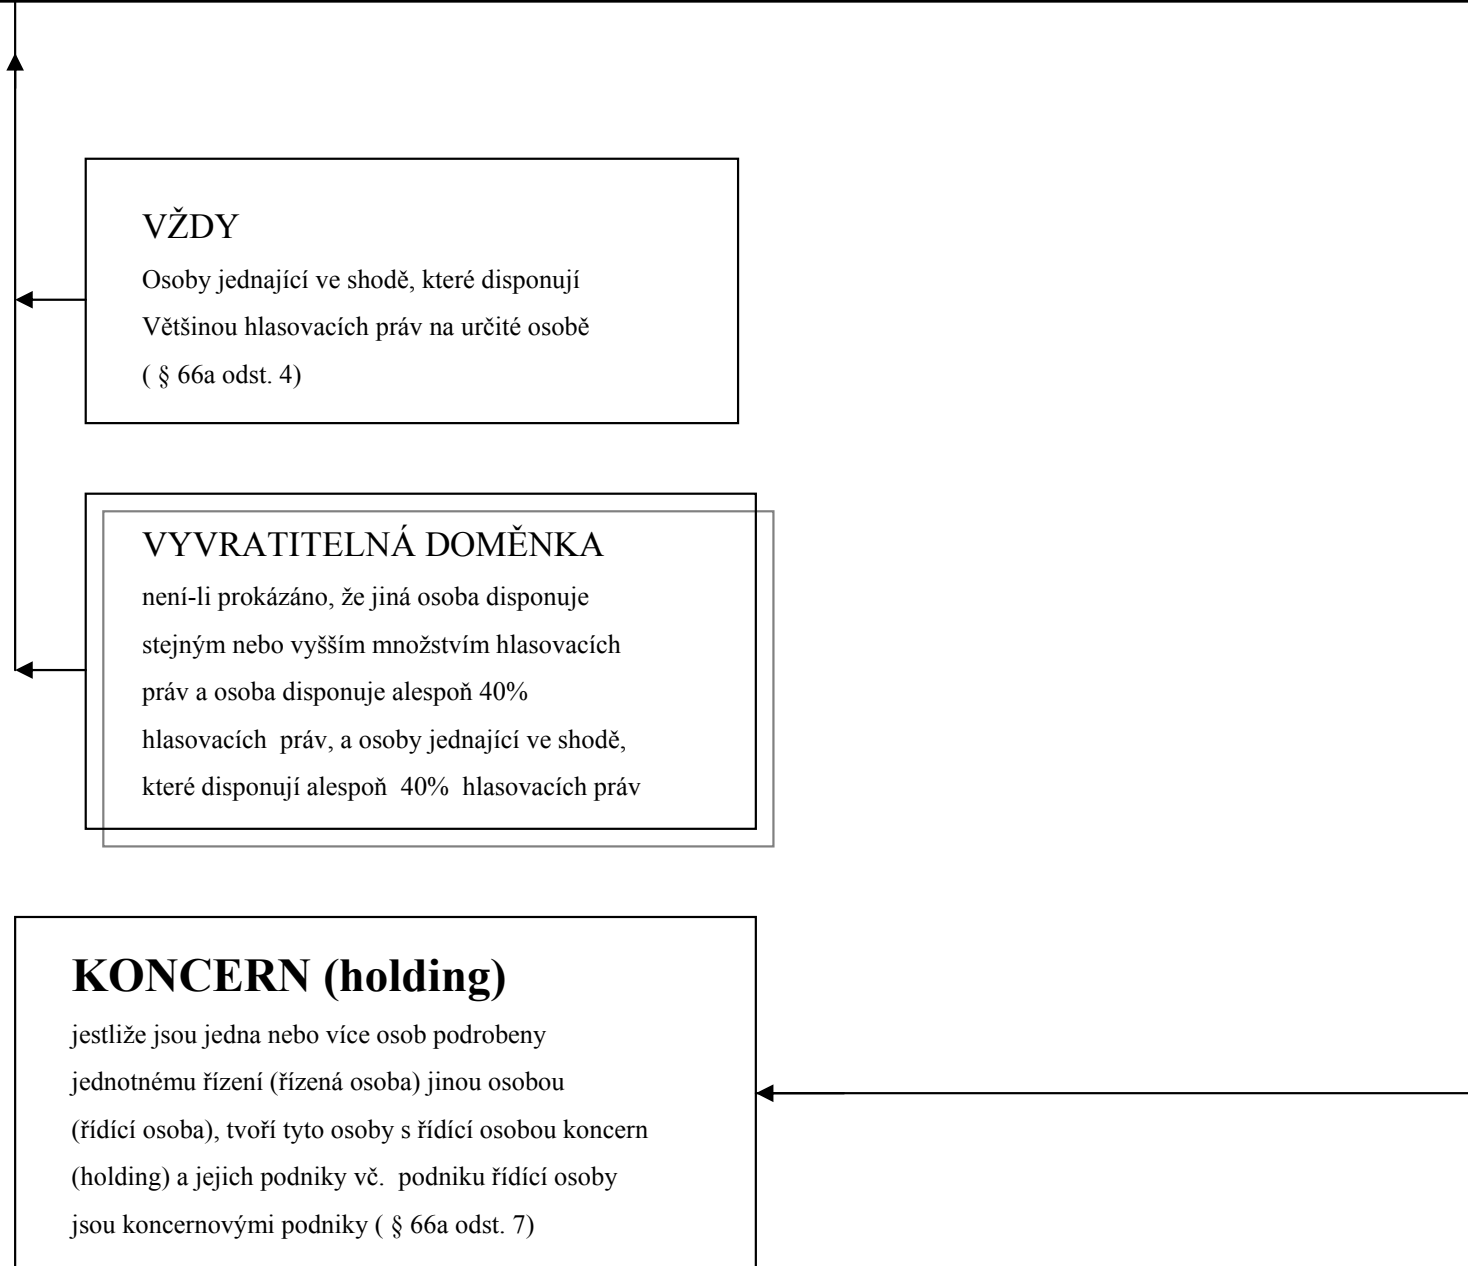 VŽDY
Osoby jednající ve shodě, které disponují
Většinou hlasovacích práv na určité osobě
( § 66a odst. 4)
VYVRATITELNÁ DOMĚNKA
není-li prokázáno, že jiná osoba disponuje
stejným nebo vyšším množstvím hlasovacích
práv a osoba disponuje alespoň 40%
hlasovacích  práv, a osoby jednající ve shodě,
které disponují alespoň  40%  hlasovacích práv
KONCERN (holding)
jestliže jsou jedna nebo více osob podrobeny
jednotnému řízení (řízená osoba) jinou osobou
(řídící osoba), tvoří tyto osoby s řídící osobou koncern
(holding) a jejich podniky vč.  podniku řídící osoby
jsou koncernovými podniky ( § 66a odst. 7)